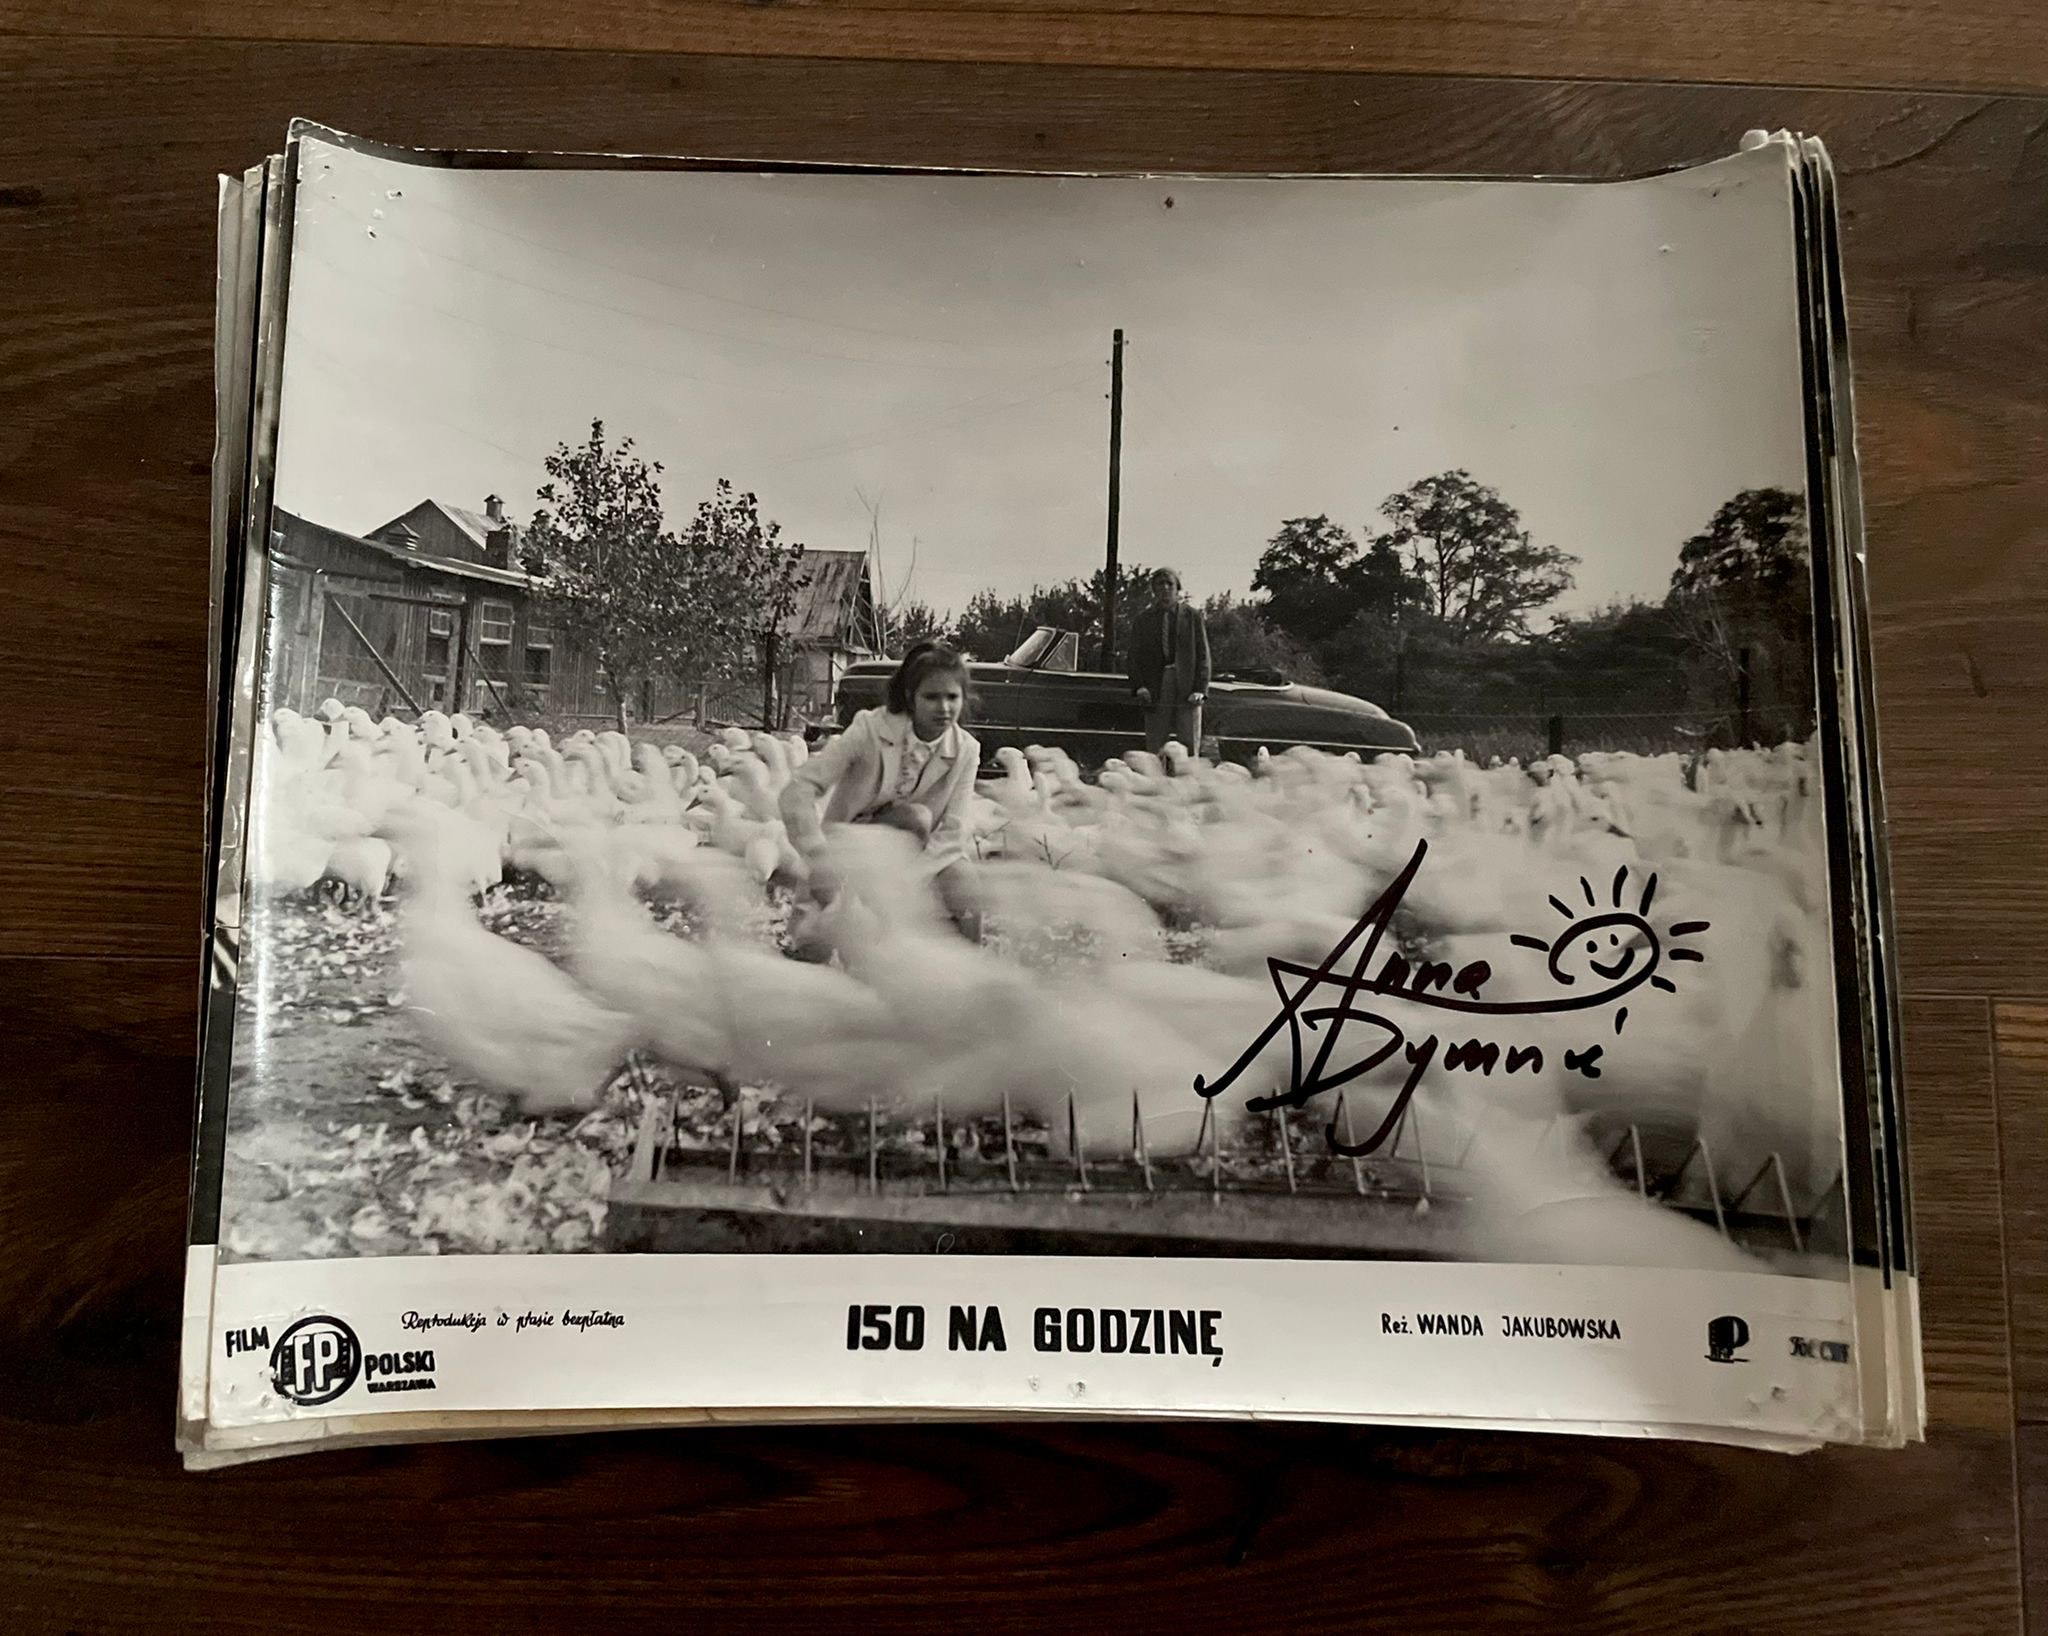 Anna
Dymna
FILM FP POLSKI
WARSZAWA
Reprodukcja w prasie bezpłatna
150 NA GODZINĘ
Reż. WANDA JAKUBOWSKA